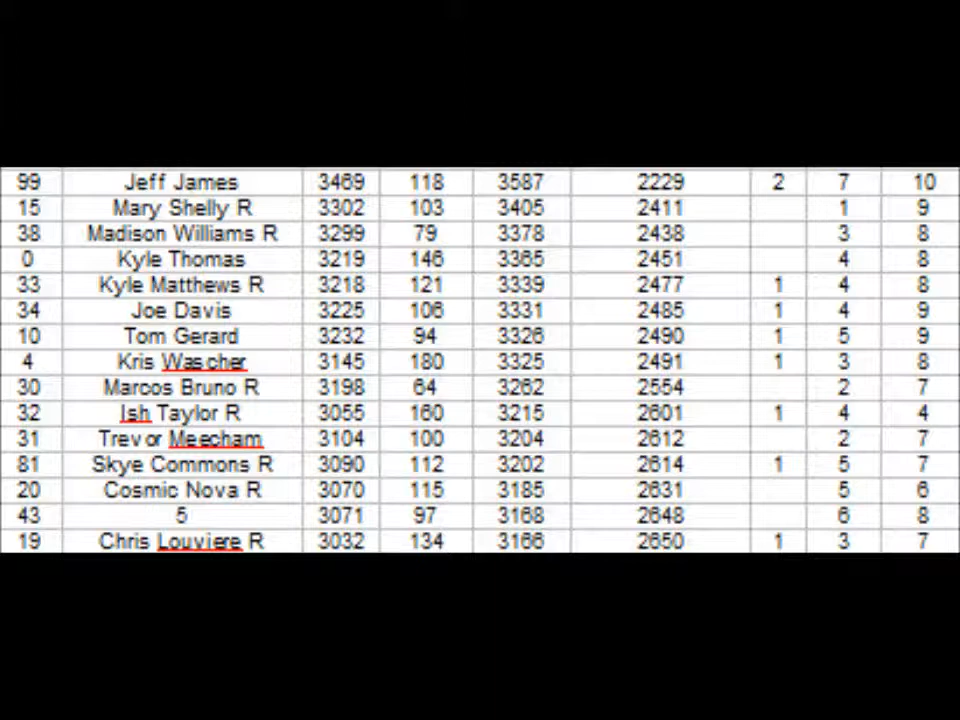 99 Jeff James 3469 118 3587 2229 2 7 10
15 Mary Shelly R 3302 103 3405 2411 1 9
38 Madison Williams R 3299 79 3378 2438 3 8
0 Kyle Thomas 3219 146 3365 2451 4 8
33 Kyle Matthews R 3218 121 3339 2477 1 4 8
34 Joe Davis 3225 106 3331 2485 1 4 9
10 Tom Gerard 3232 94 3326 2490 1 5 9
4 Kris Wascher 3145 180 3325 2491 1 3 8
30 Marcos Bruno R 3198 64 3262 2554 2 7
32 Ish Taylor R 3055 160 3215 2601 1 4 4
31 Trevor Meecham 3104 100 3204 2612 2 7
81 Skye Commons R 3090 112 3202 2614 1 5 7
20 Cosmic Nova R 3070 115 3185 2631 5 6
43 5 3071 97 3168 2648 6 8
19 Chris Louviere R 3032 134 3166 2650 1 3 7